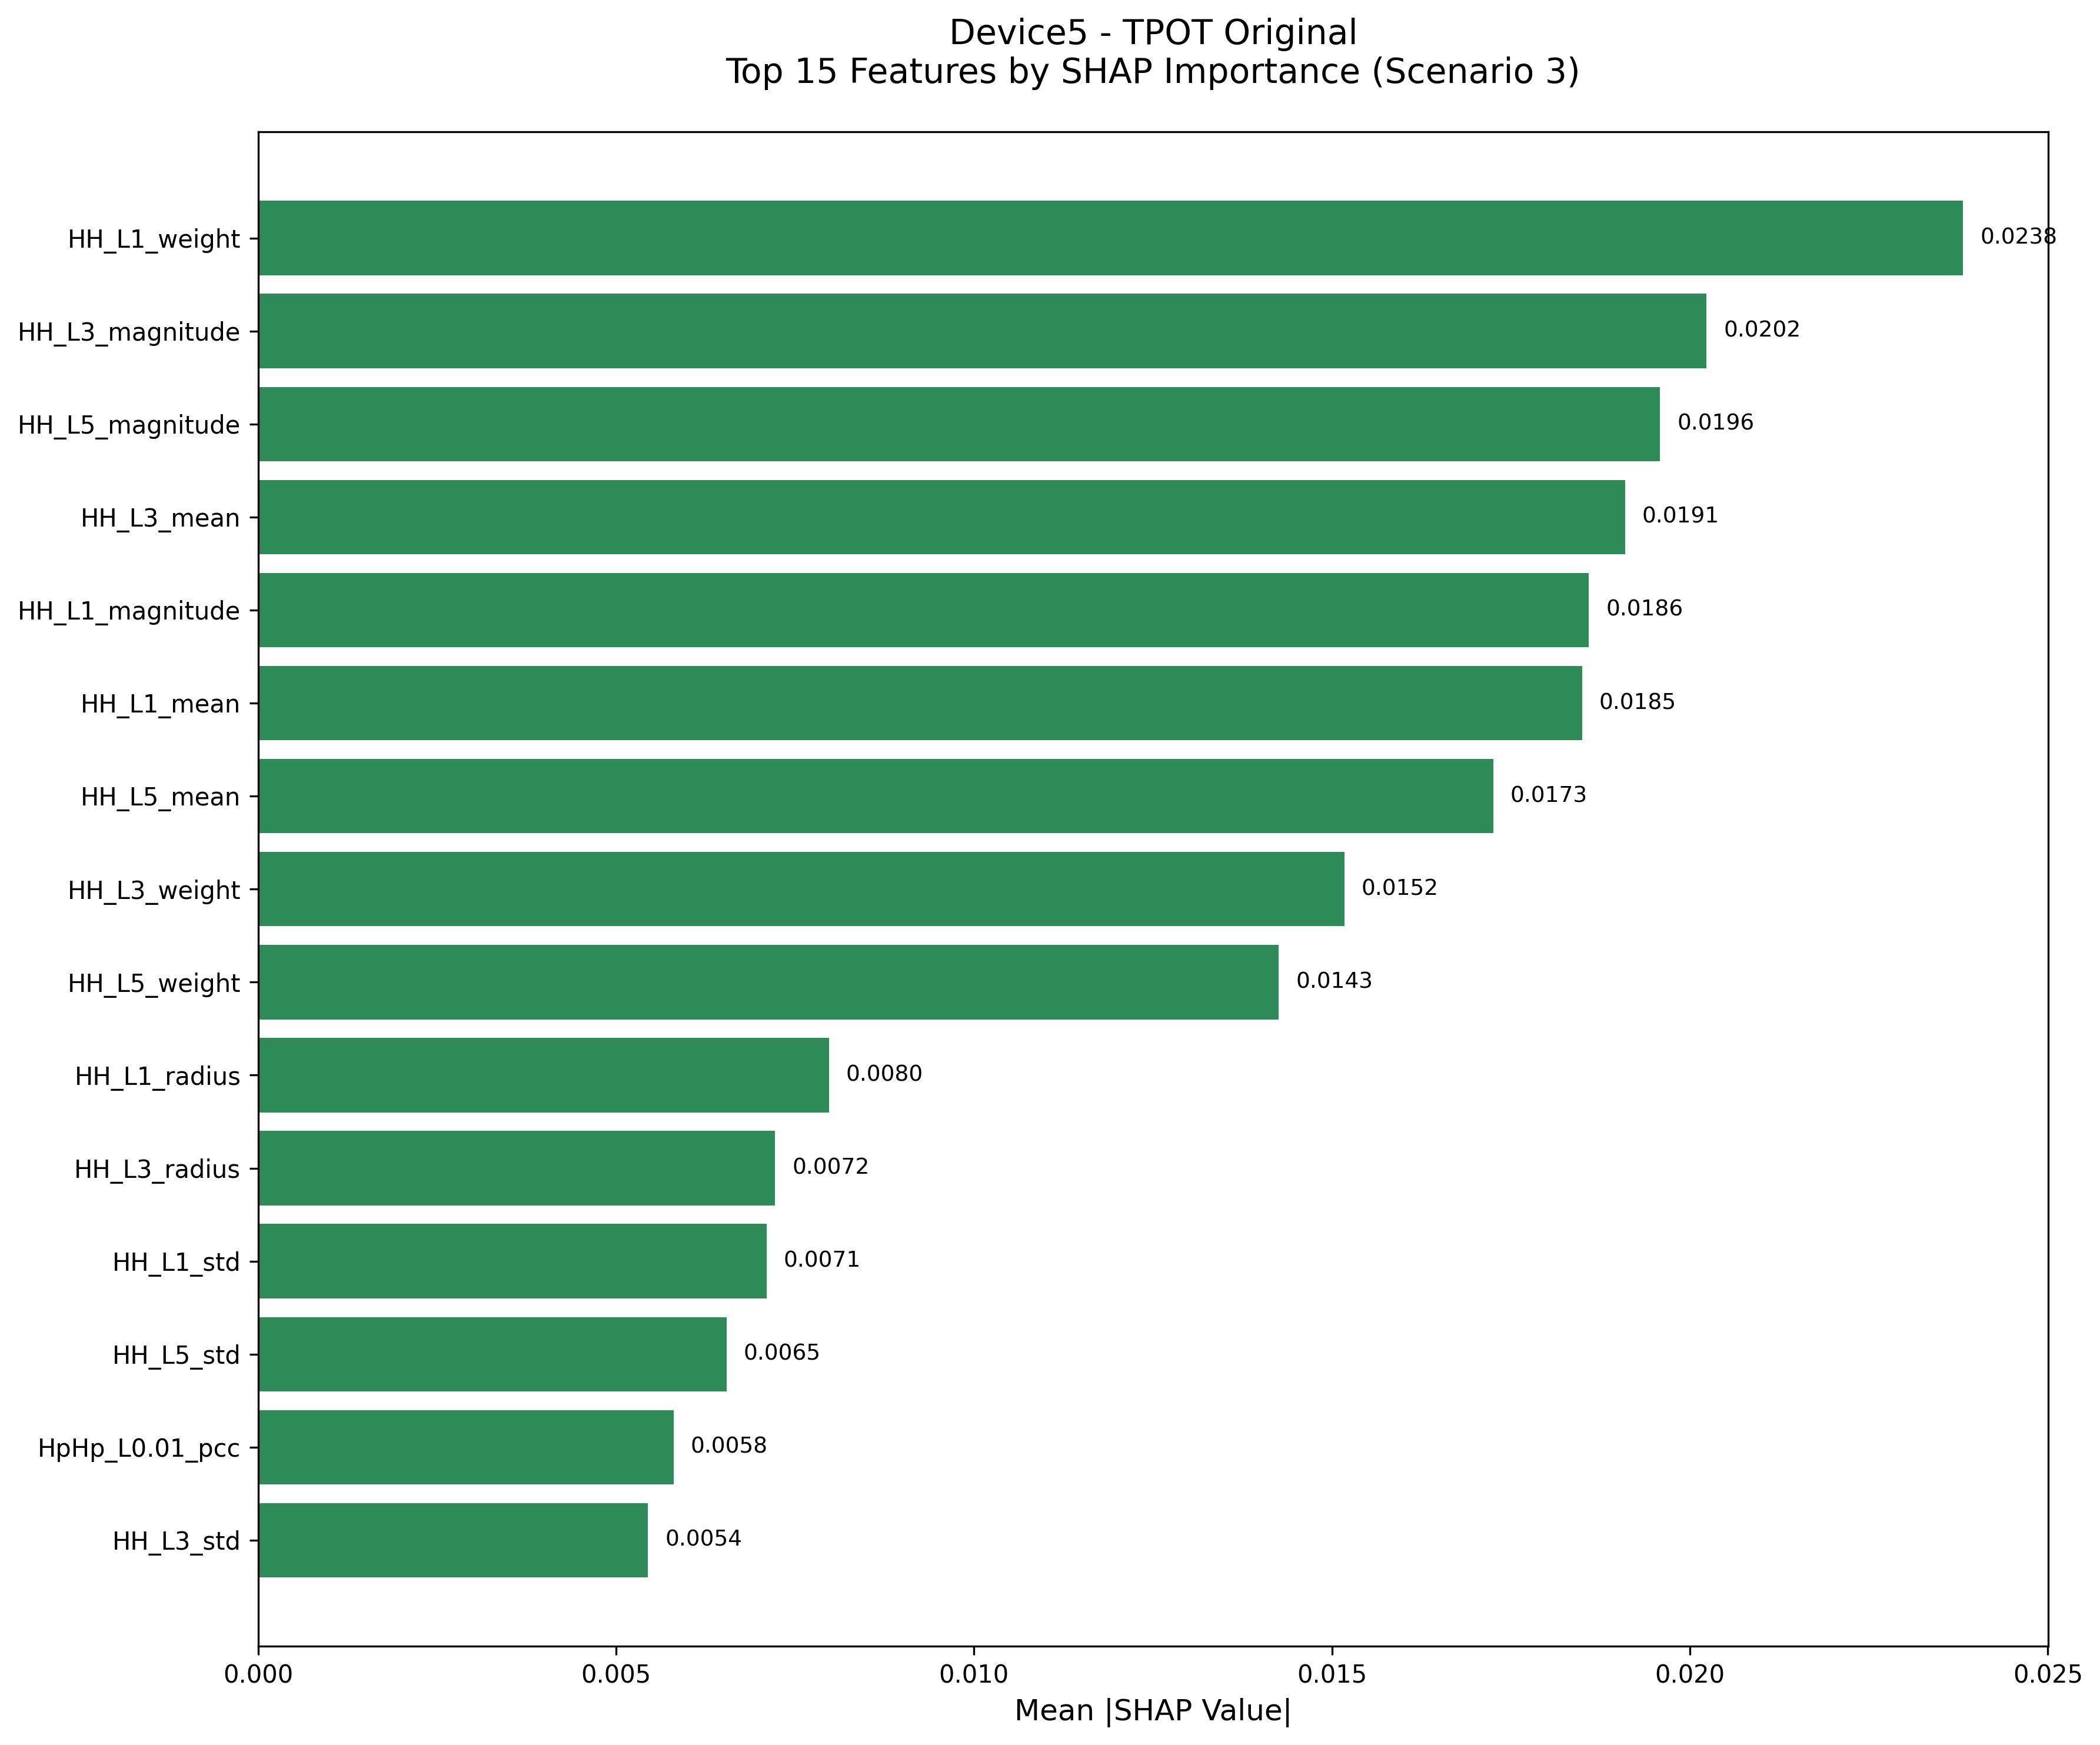 Device5 - TPOT Original
Top 15 Features by SHAP Importance (Scenario 3)
HH_L1_weight 0.0238
HH_L3_magnitude 0.0202
HH_L5_magnitude 0.0196
HH_L3_mean 0.0191
HH_L1_magnitude 0.0186
HH_L1_mean 0.0185
HH_L5_mean 0.0173
HH_L3_weight 0.0152
HH_L5_weight 0.0143
HH_L1_radius 0.0080
HH_L3_radius 0.0072
HH_L1_std 0.0071
HH_L5_std 0.0065
HpHp_L0.01_pcc 0.0058
HH_L3_std 0.0054
0.000 0.005 0.010 0.015 0.020 0.025
Mean |SHAP Value|